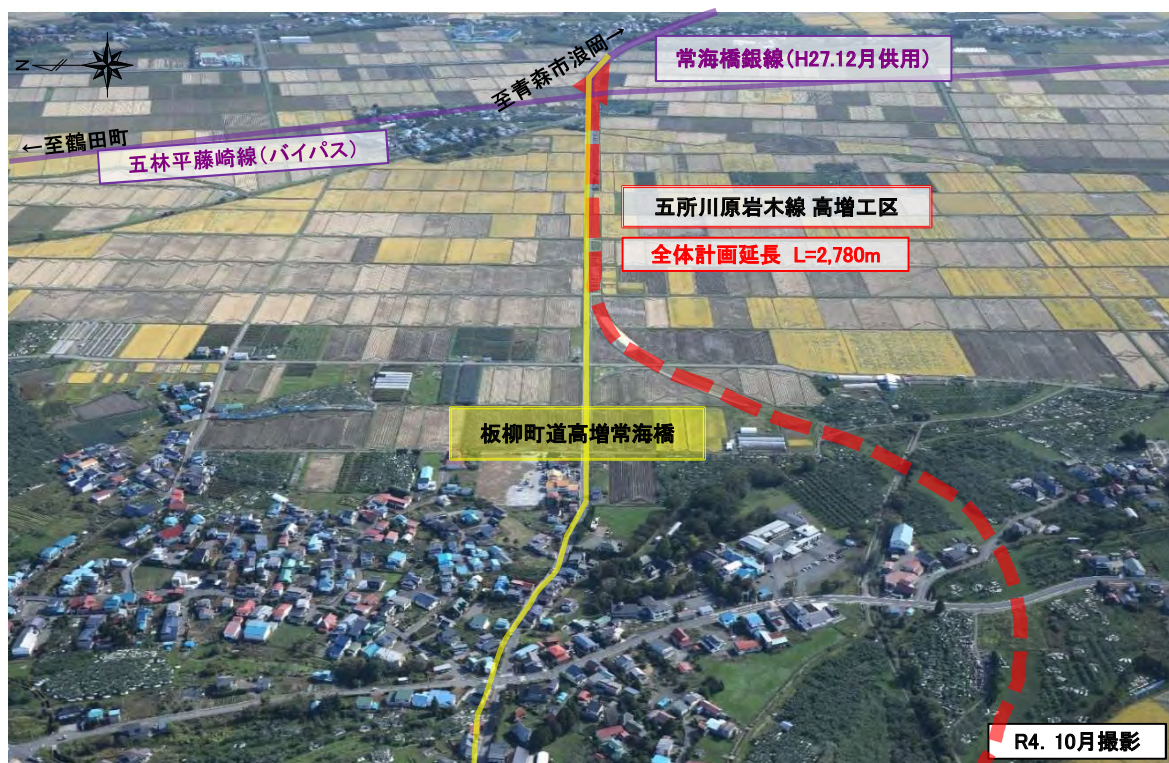 N
至青森市浪岡→
常海橋銀線(H27.12月供用)
←至鶴田町
五林平藤崎線(バイパス)
五所川原岩木線 高増工区
全体計画延長 L=2,780m
板柳町道高増常海橋
R4. 10月撮影